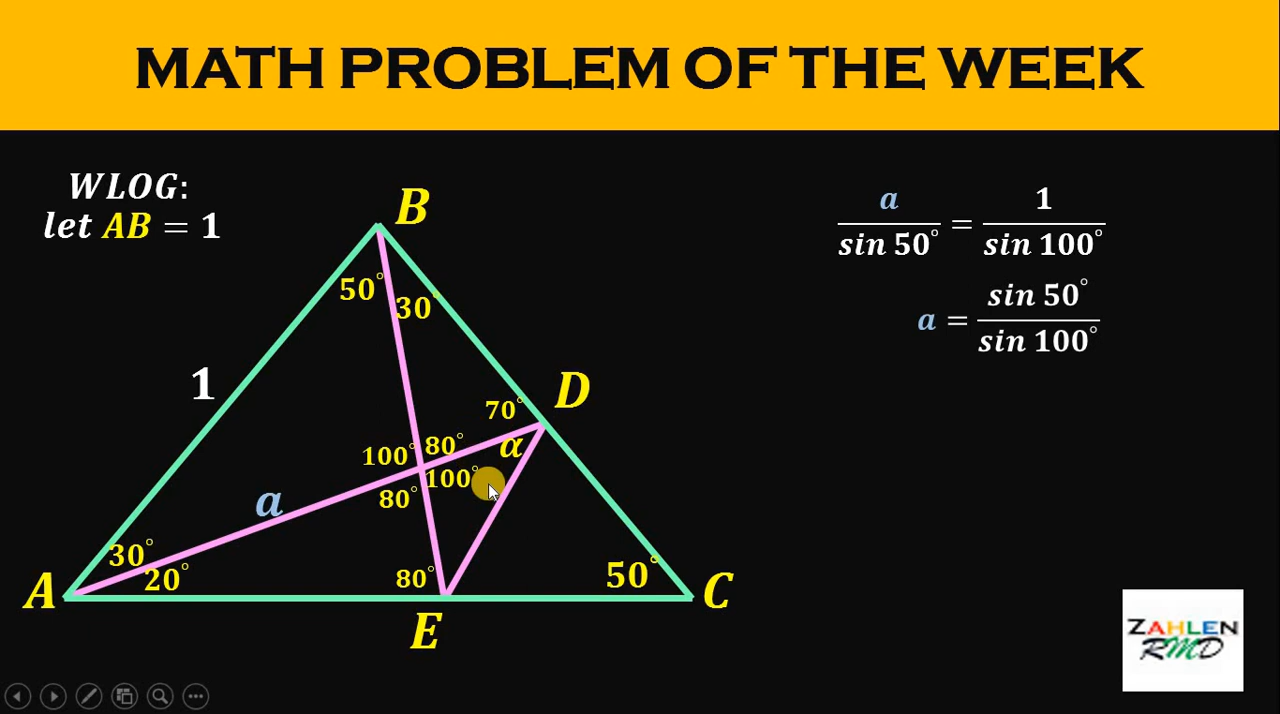 MATH PROBLEM OF THE WEEK
WLOG:
let AB = 1
B
50°
30°
1
D
70°
α
100°
80°
100°
80°
a
30°
20°
80°
50°
A
E
C
a / sin 50° = 1 / sin 100°
a = sin 50° / sin 100°
ZAHLEN
RMD